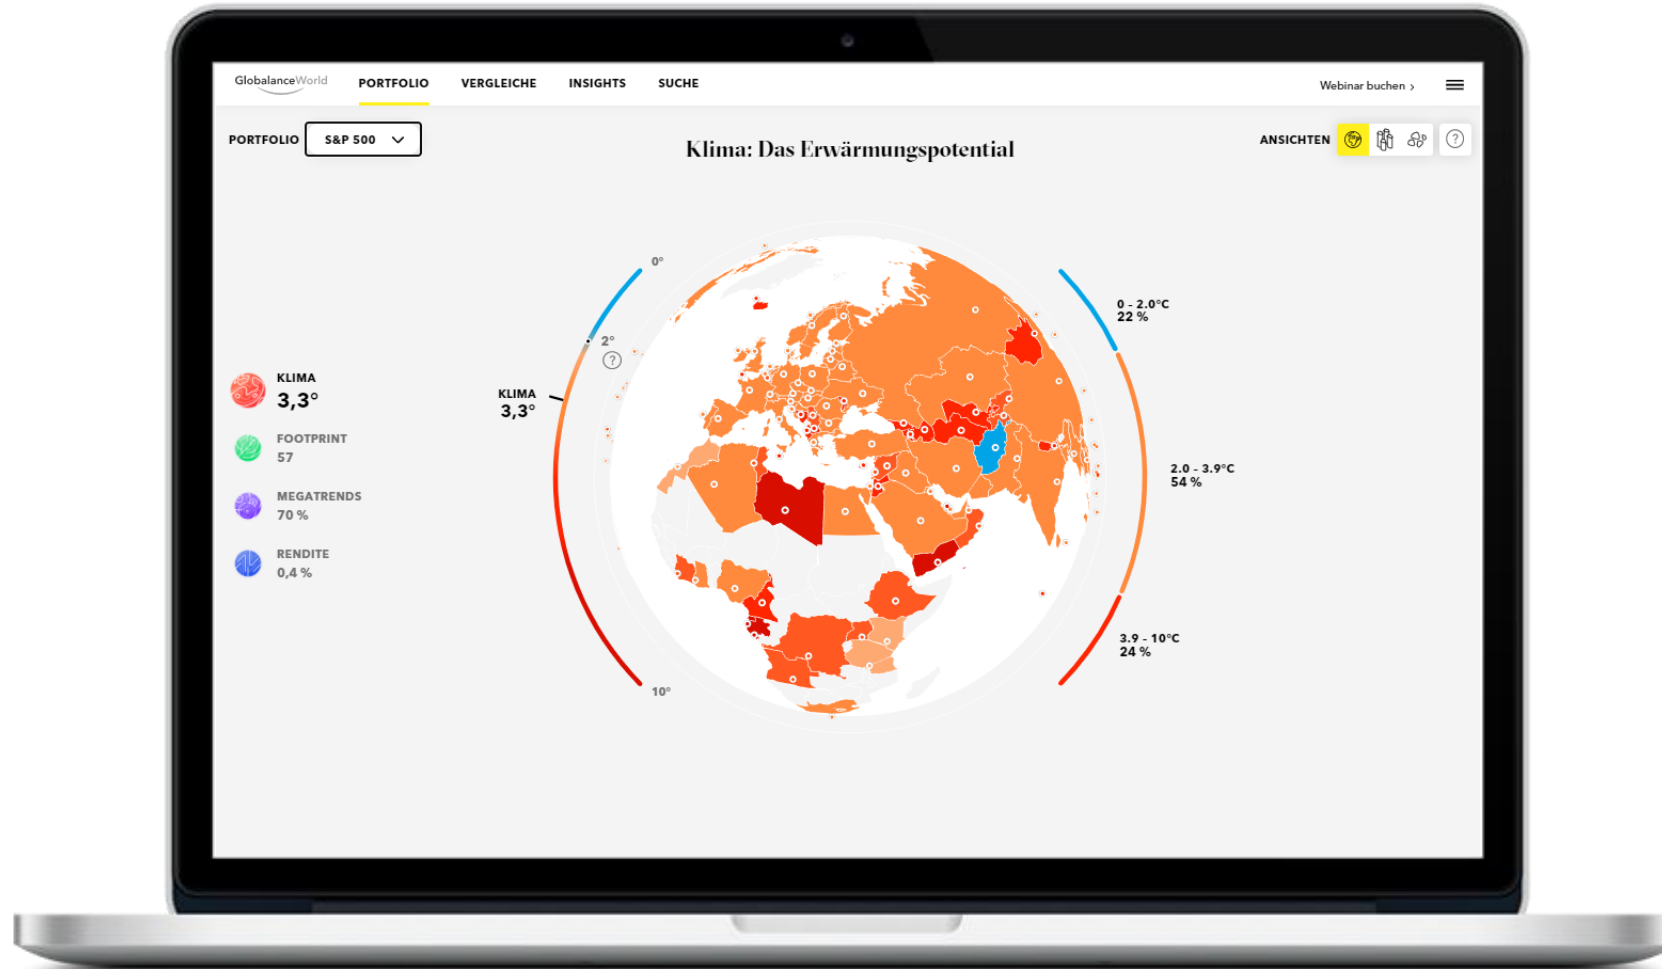 GlobalanceWorld
PORTFOLIO
VERGLEICHE
INSIGHTS
SUCHE
Webinar buchen ›
PORTFOLIO
S&P 500
Klima: Das Erwärmungspotential
ANSICHTEN
?
0°
2°
?
KLIMA
3,3°
10°
KLIMA
3,3°
FOOTPRINT
57
MEGATRENDS
70 %
RENDITE
0,4 %
0 - 2.0°C
22 %
2.0 - 3.9°C
54 %
3.9 - 10°C
24 %